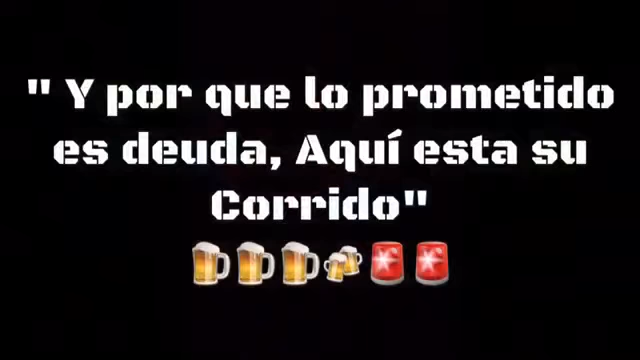 " Y por que lo prometido
es deuda, Aquí esta su
Corrido"
🍺🍺🍺🍻🚨🚨